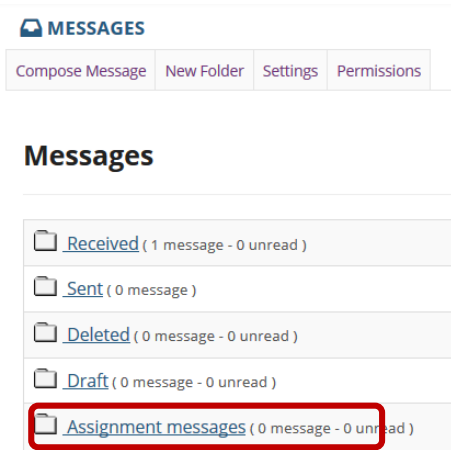 MESSAGES
Compose Message New Folder Settings Permissions
Messages
Received ( 1 message - 0 unread )
Sent ( 0 message )
Deleted ( 0 message - 0 unread )
Draft ( 0 message - 0 unread )
Assignment messages ( 0 message - 0 unread )